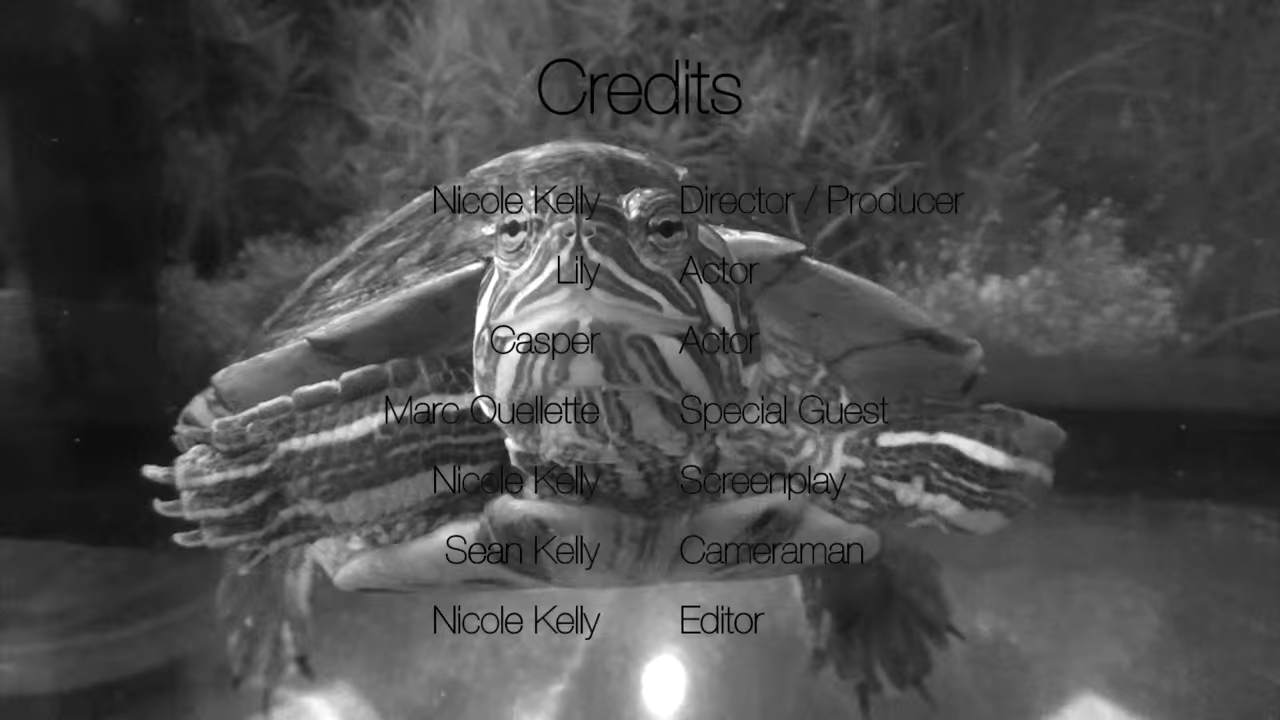 Credits
Nicole Kelly Director / Producer
Lily Actor
Casper Actor
Marc Ouellette Special Guest
Nicole Kelly Screenplay
Sean Kelly Cameraman
Nicole Kelly Editor